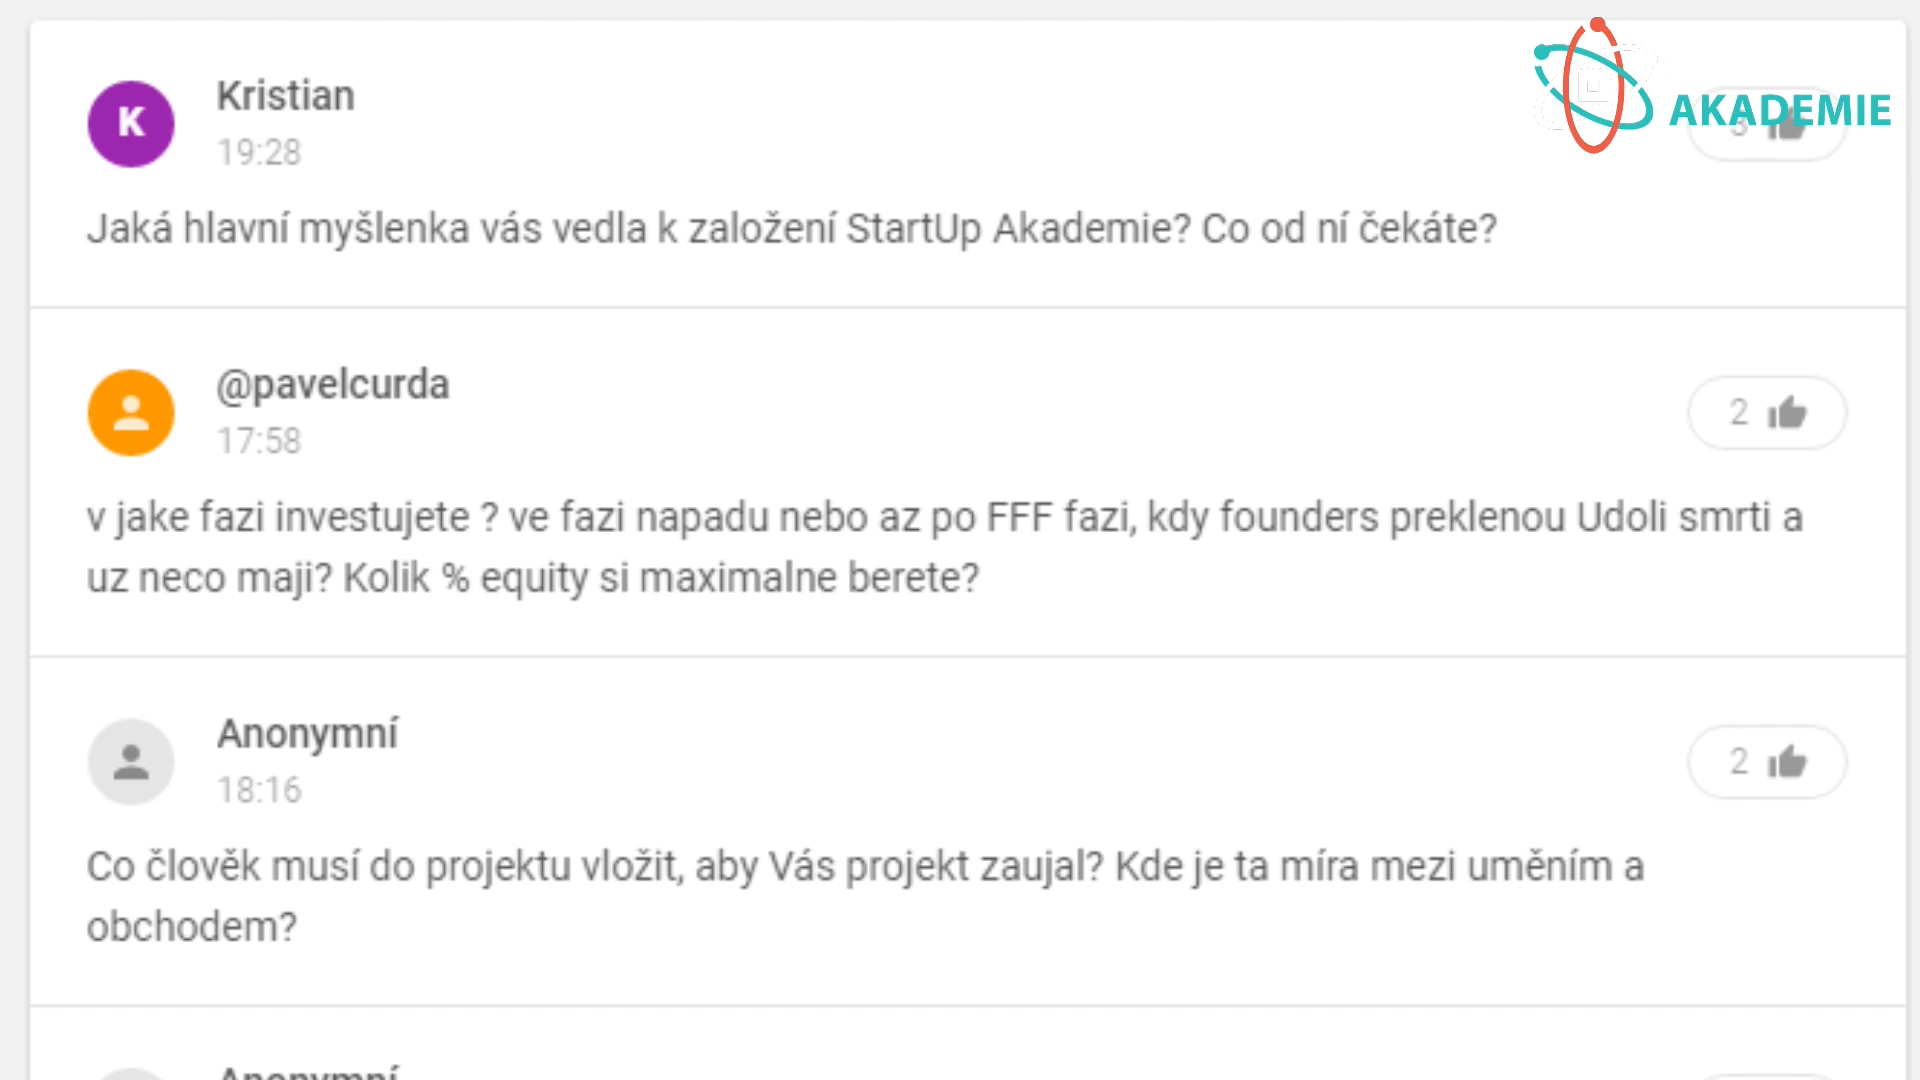 Kristian
19:28
3
AKADEMIE
Jaká hlavní myšlenka vás vedla k založení StartUp Akademie? Co od ní čekáte?
@pavelcurda
17:58
2
v jake fazi investujete ? ve fazi napadu nebo az po FFF fazi, kdy founders preklenou Udoli smrti a
uz neco maji? Kolik % equity si maximalne berete?
Anonymní
18:16
2
Co člověk musí do projektu vložit, aby Vás projekt zaujal? Kde je ta míra mezi uměním a
obchodem?
Anonymní